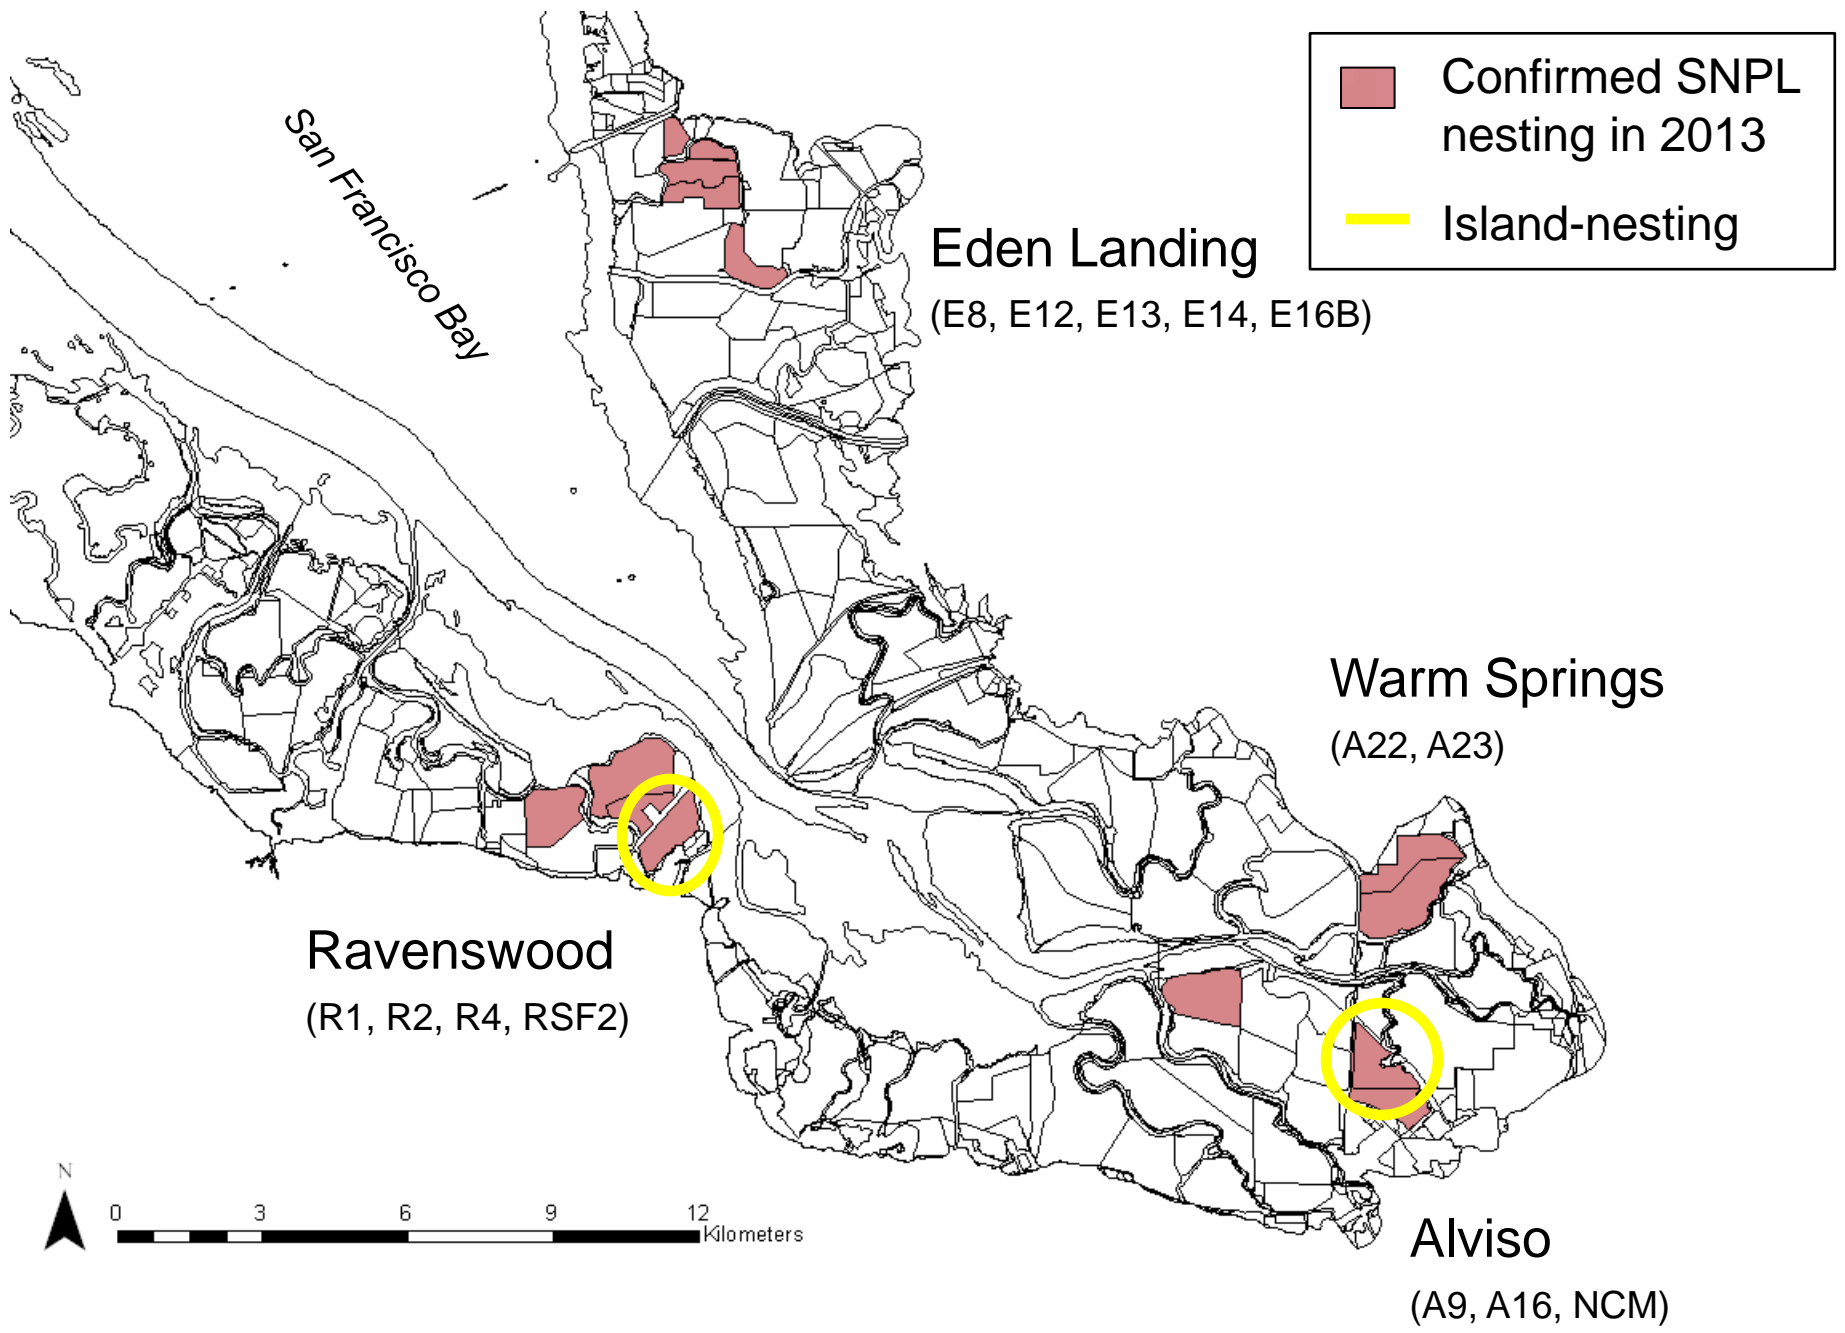 Confirmed SNPL
nesting in 2013
Island-nesting
San Francisco Bay
Eden Landing
(E8, E12, E13, E14, E16B)
Warm Springs
(A22, A23)
Ravenswood
(R1, R2, R4, RSF2)
Alviso
(A9, A16, NCM)
N
0 3 6 9 12
Kilometers